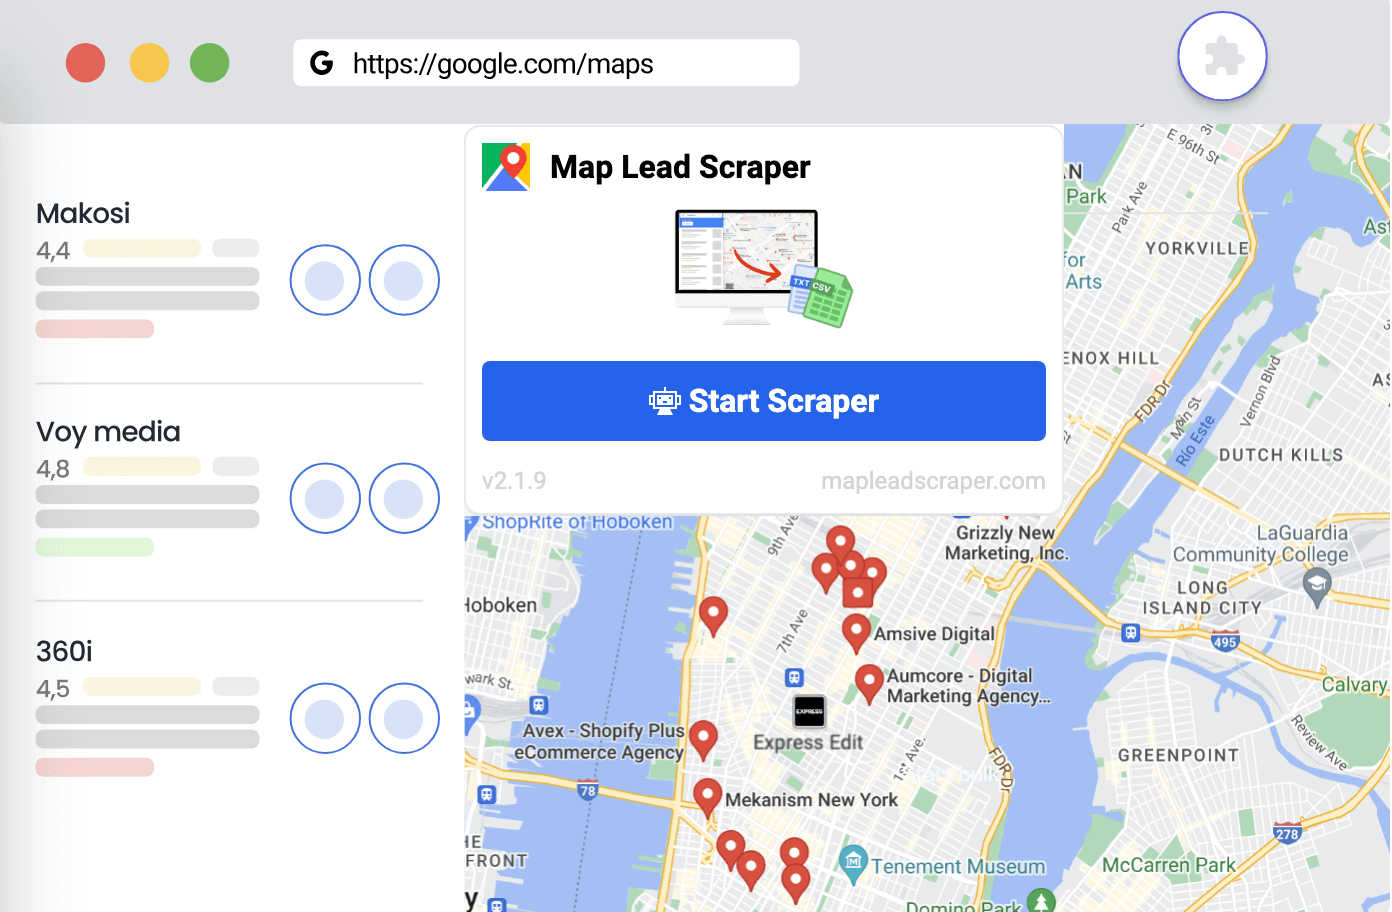 G https://google.com/maps
Makosi
4,4
Voy media
4,8
360i
4,5
Map Lead Scraper
TXT
CSV
Start Scraper
v2.1.9
mapleadscraper.com
E 96th St
Park Ave
Park
YORKVILLE
for
Arts
ENOX HILL
FDR Dr
Main St
Río Este
Vernon Blvd
DUTCH KILLS
ShopRite of Hoboken
9th Ave
Grizzly New
Marketing, Inc.
LaGuardia
Community College
LONG
ISLAND CITY
495
Hoboken
7th Ave
Amsive Digital
Aumcore - Digital
Marketing Agency...
wark St.
EXPRESS
Express Edit
Avex - Shopify Plus
eCommerce Agency
1st Ave.
FDR Dr
Calvary
Review Ave
GREENPOINT
78
Mekanism New York
278
HE
FRONT
Tenement Museum
McCarren Park
Domino Park
y